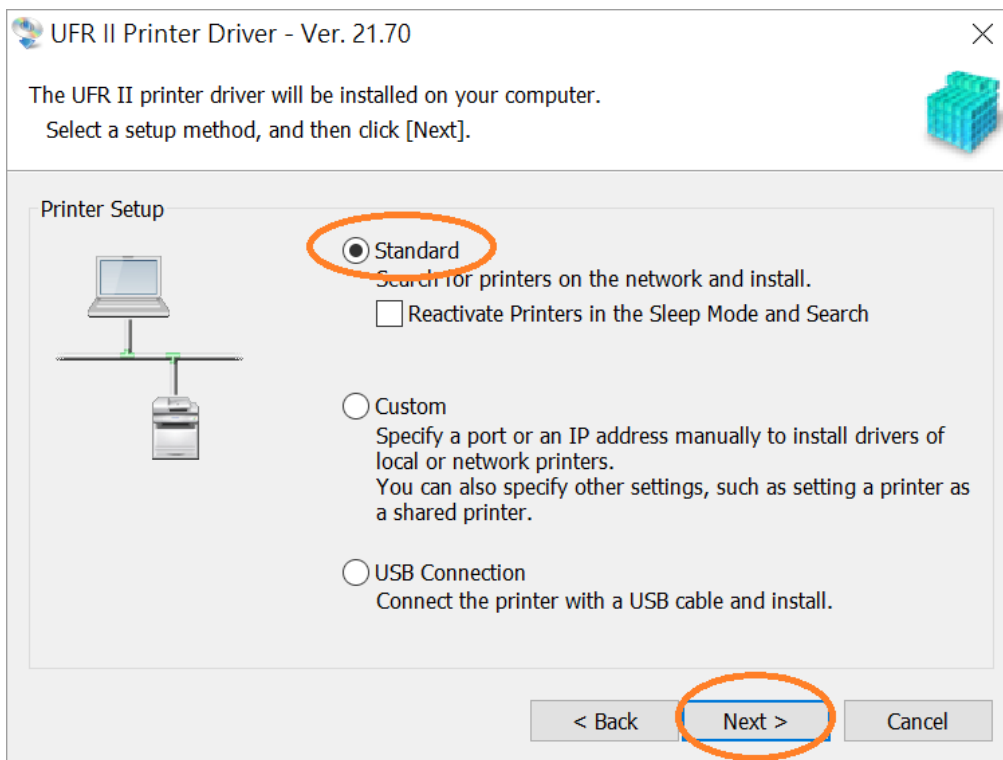 UFR II Printer Driver - Ver. 21.70
The UFR II printer driver will be installed on your computer.
Select a setup method, and then click [Next].
Printer Setup
Standard
Search for printers on the network and install.
Reactivate Printers in the Sleep Mode and Search
Custom
Specify a port or an IP address manually to install drivers of
local or network printers.
You can also specify other settings, such as setting a printer as
a shared printer.
USB Connection
Connect the printer with a USB cable and install.
< Back
Next >
Cancel